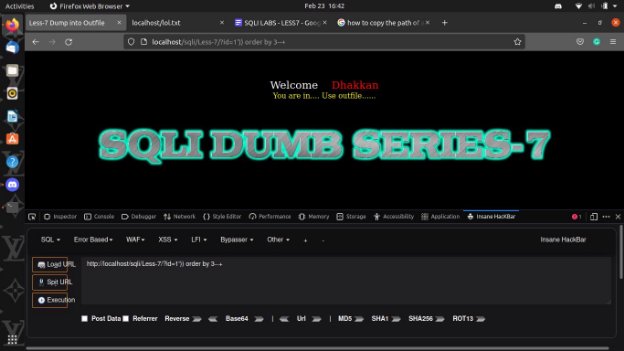 Activities Firefox Web Browser Feb 23 16:42
Less-7 Dump into Outfile localhost/lol.txt SQLI LABS - LESS7 - Goo how to copy the path of
localhost/sqli/Less-7/?id=1')) order by 3--+
Welcome Dhakkan
You are in.... Use outfile......
SQLI DUMB SERIES-7
Inspector Console Debugger Network Style Editor Performance Memory Storage Accessibility Application Insane HackBar 1
SQL Error Based WAF XSS LFI Bypasser Other + - Insane HackBar
Load URL http://localhost/sqli/Less-7/?id=1')) order by 3--+
Split URL
Execution
Post Data Referrer Reverse Base64 | Url | MD5 SHA1 SHA256 ROT13